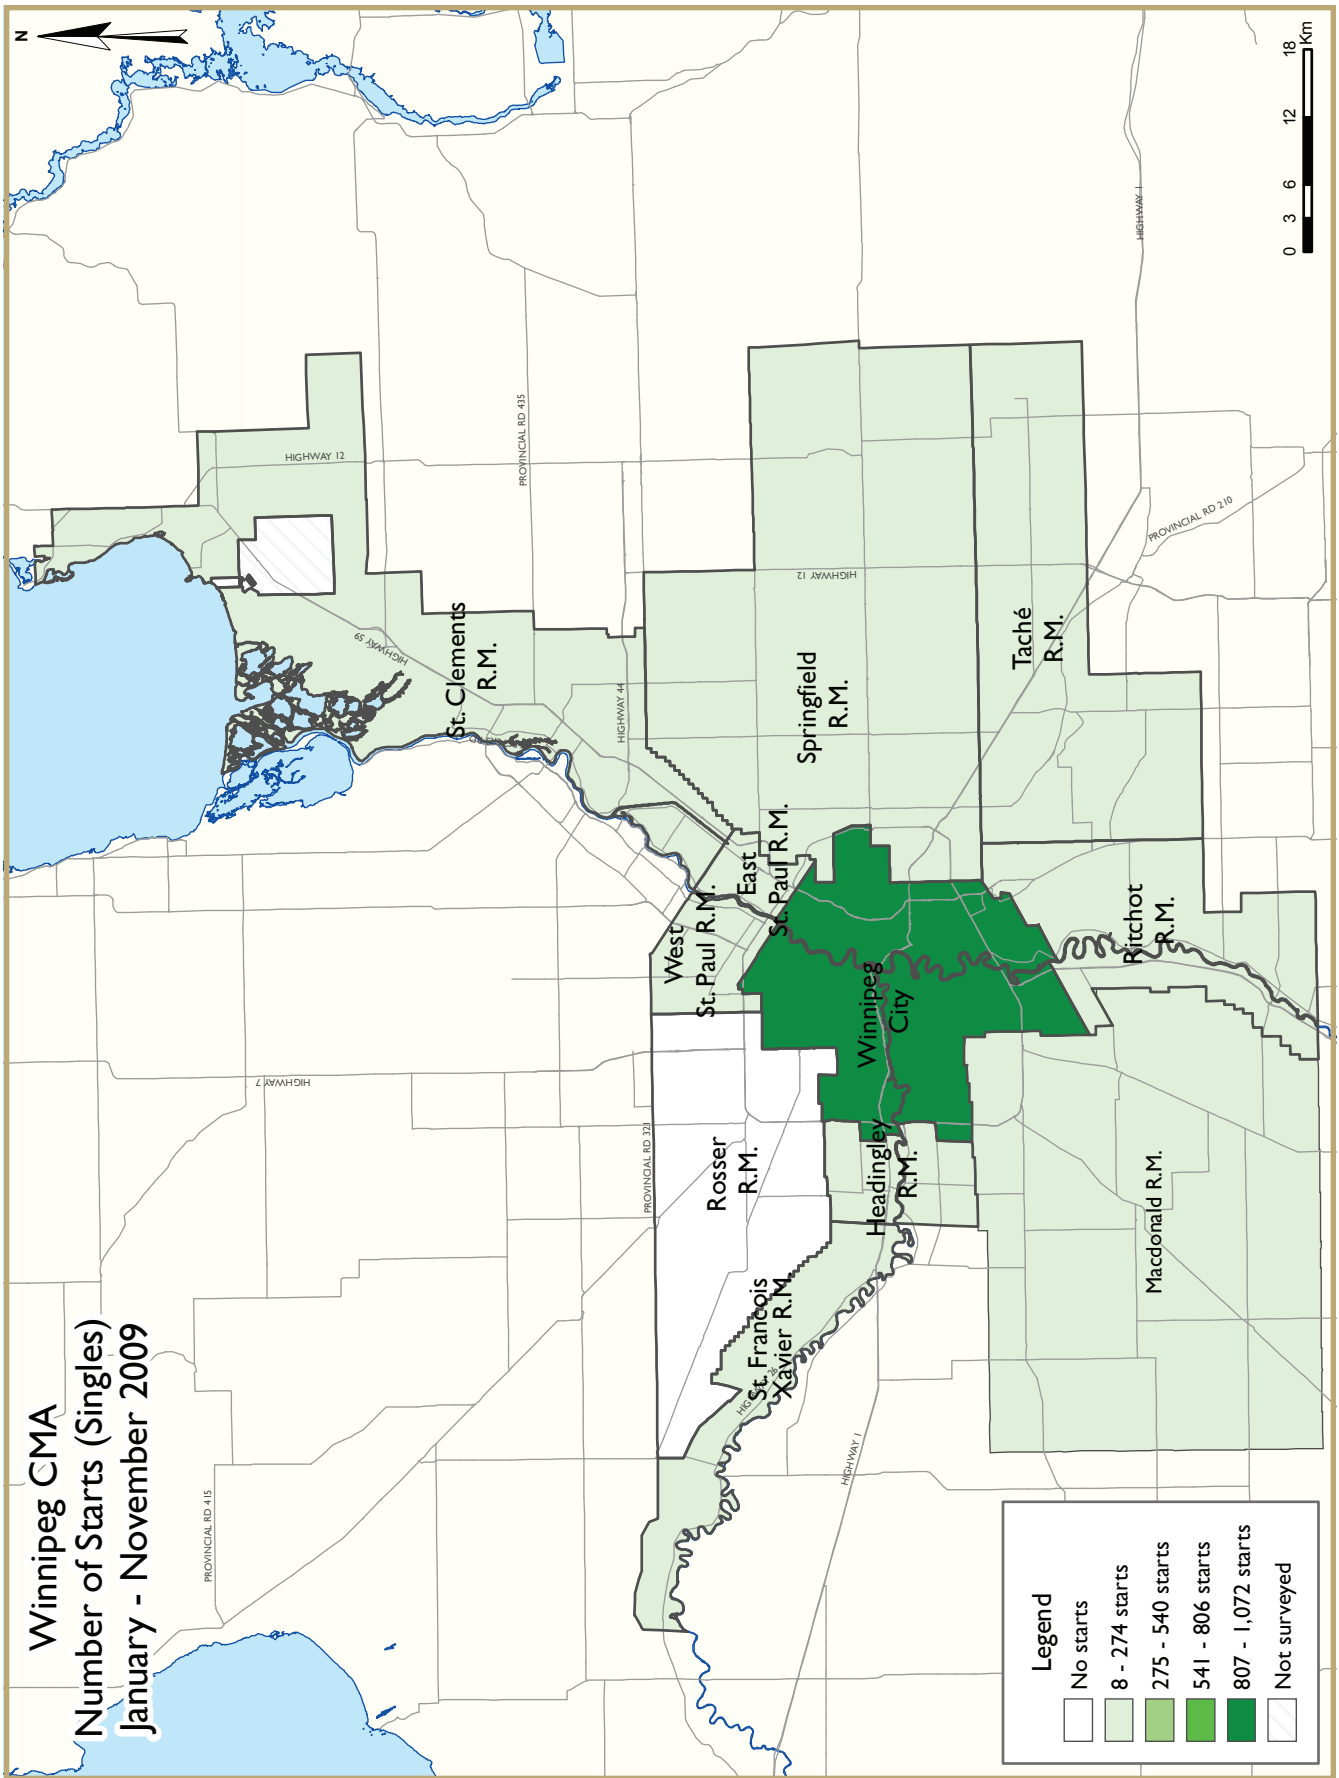 Winnipeg CMA
Number of Starts (Singles)
January - November 2009
N
PROVINCIAL RD 415
HIGHWAY 7
HIGHWAY 12
HIGHWAY 59
St. Clements
R.M.
PROVINCIAL RD 435
HIGHWAY 44
PROVINCIAL RD 321
Rosser
R.M.
West
St. Paul R.M.
East
St. Paul R.M.
Springfield
R.M.
HIGHWAY 12
St. Francois
Xavier R.M.
HIGHWAY 26
Headingley
R.M.
Winnipeg
City
HIGHWAY 1
Taché
R.M.
HIGHWAY 1
PROVINCIAL RD 210
Macdonald R.M.
Ritchot
R.M.
Legend
No starts
8 - 274 starts
275 - 540 starts
541 - 806 starts
807 - 1,072 starts
Not surveyed
0 3 6 12 18
Km